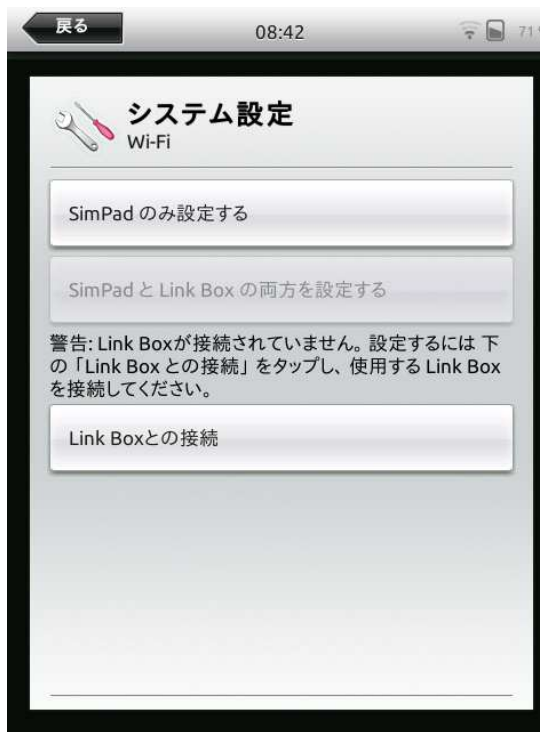 戻る
08:42
71
システム設定
Wi-Fi
SimPad のみ設定する
SimPad と Link Box の両方を設定する
警告: Link Boxが接続されていません。設定するには 下
の「Link Box との接続」をタップし、使用する Link Box
を接続してください。
Link Boxとの接続